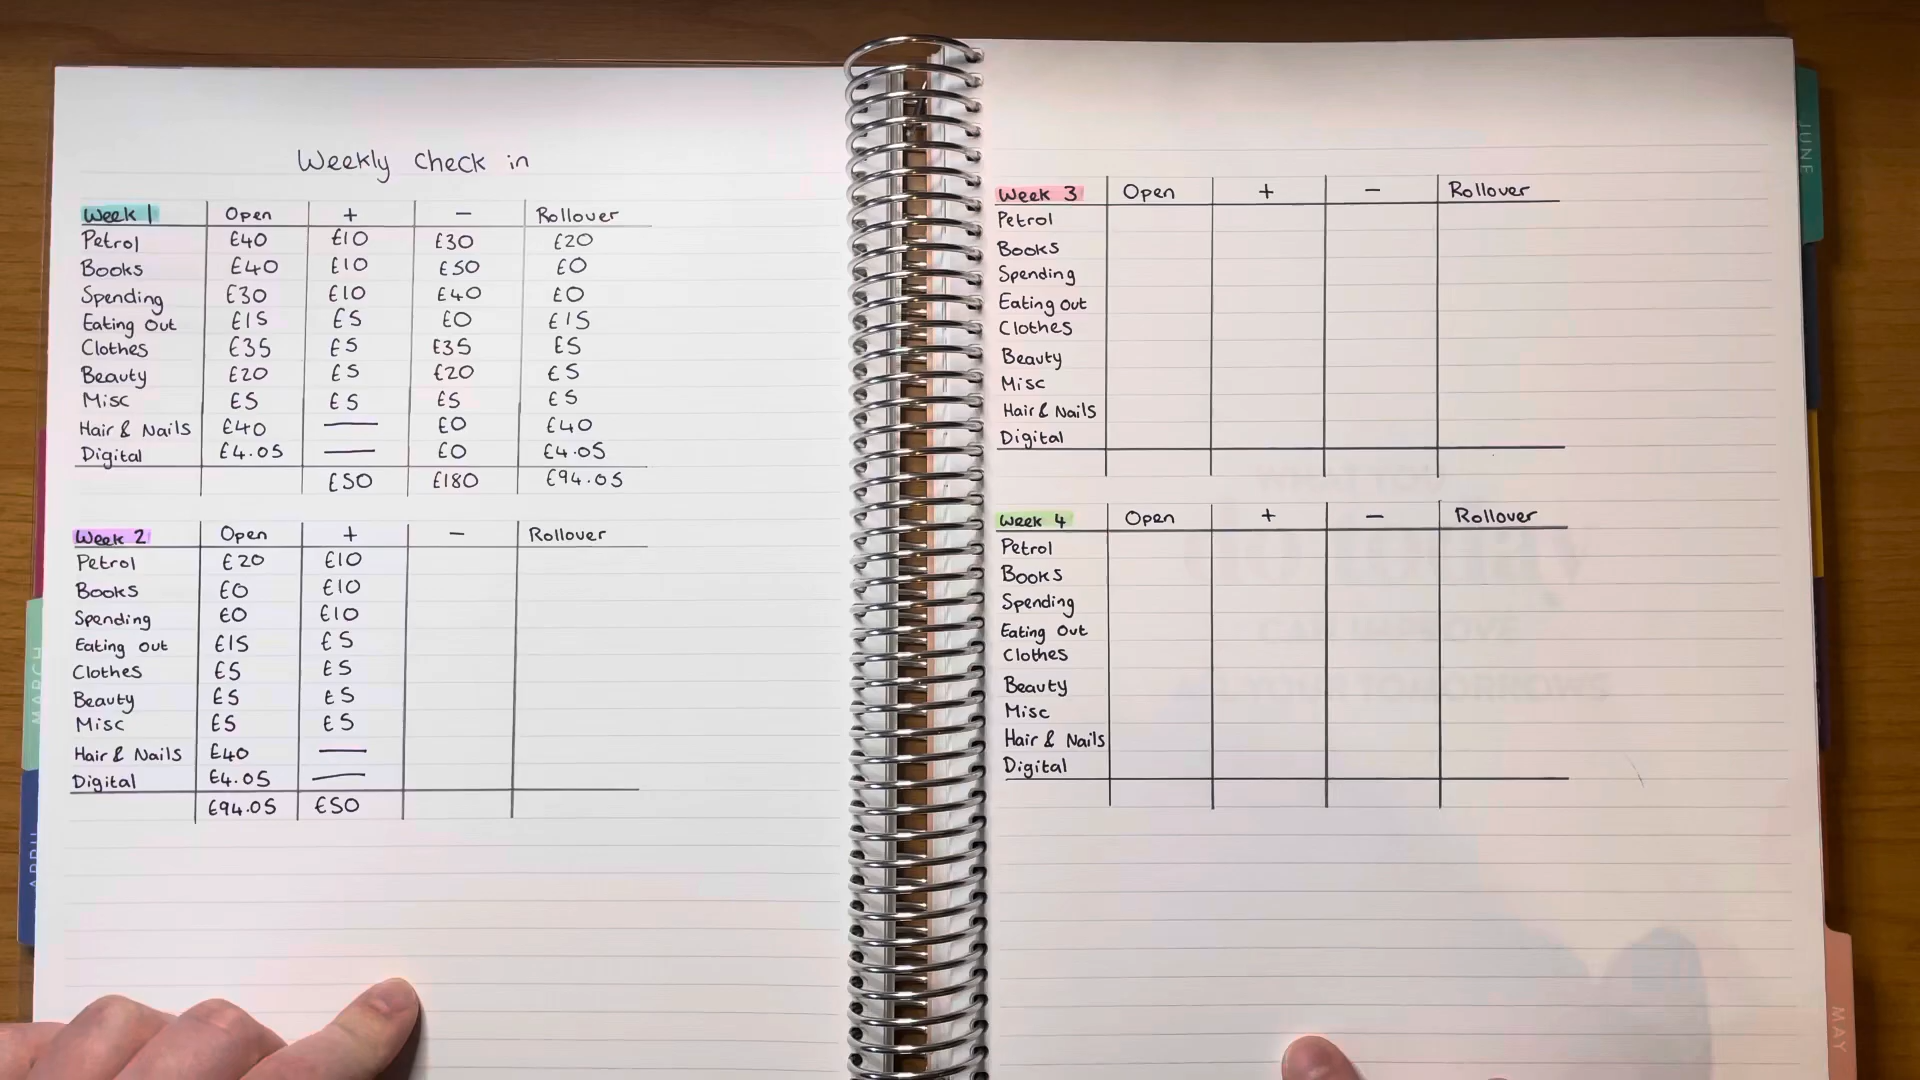 Weekly Check in
Week 1 Open + − Rollover
Petrol £40 £10 £30 £20
Books £40 £10 £50 £0
Spending £30 £10 £40 £0
Eating Out £15 £5 £0 £15
Clothes £35 £5 £35 £5
Beauty £20 £5 £20 £5
Misc £5 £5 £5 £5
Hair & Nails £40 — £0 £40
Digital £4.05 — £0 £4.05
£50 £180 £94.05
Week 2 Open + − Rollover
Petrol £20 £10
Books £0 £10
Spending £0 £10
Eating out £15 £5
Clothes £5 £5
Beauty £5 £5
Misc £5 £5
Hair & Nails £40 —
Digital £4.05 —
£94.05 £50
Week 3 Open + − Rollover
Petrol
Books
Spending
Eating out
Clothes
Beauty
Misc
Hair & Nails
Digital
Week 4 Open + − Rollover
Petrol
Books
Spending
Eating Out
Clothes
Beauty
Misc
Hair & Nails
Digital
MARCH
APRIL
JUNE
MAY